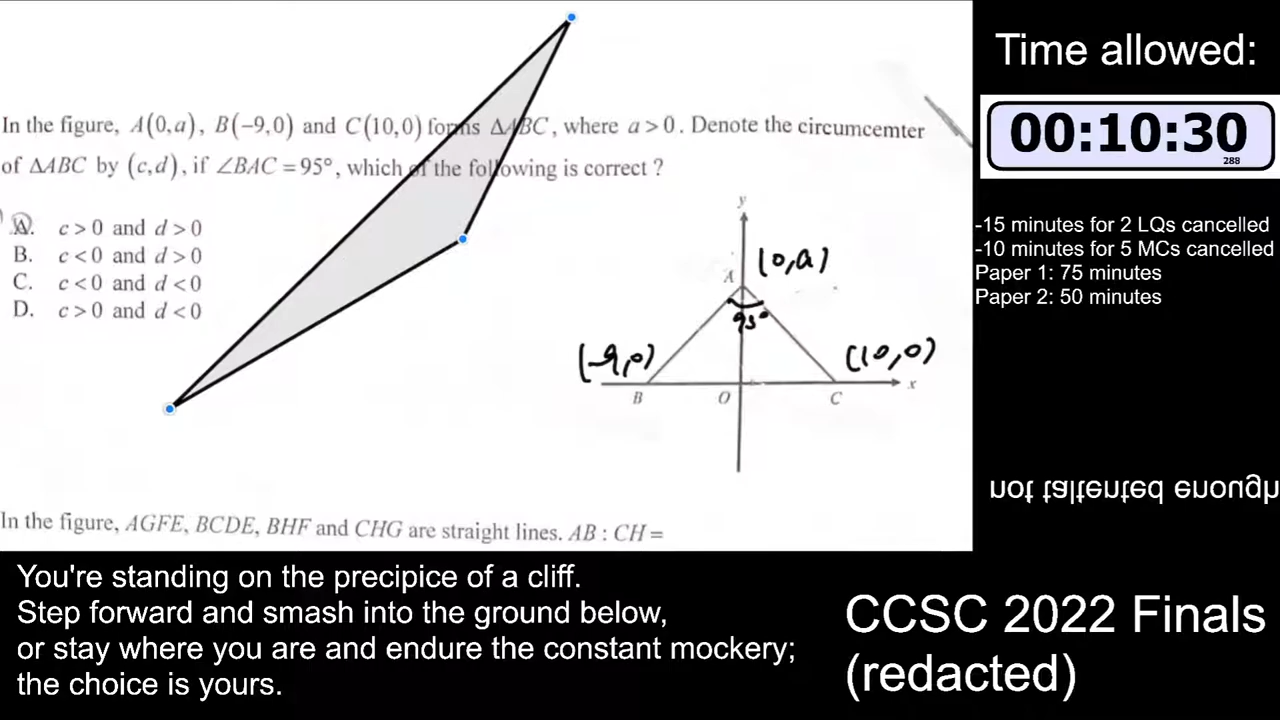 In the figure, A(0,a), B(−9,0) and C(10,0) forms ΔABC, where a > 0. Denote the circumcemter
of ΔABC by (c,d), if ∠BAC = 95°, which of the following is correct ?
A. c > 0 and d > 0
B. c < 0 and d > 0
C. c < 0 and d < 0
D. c > 0 and d < 0
y
A (0,a)
95°
(-9,0) (10,0)
B O C x
In the figure, AGFE, BCDE, BHF and CHG are straight lines. AB : CH =
Time allowed:
00:10:30
288
-15 minutes for 2 LQs cancelled
-10 minutes for 5 MCs cancelled
Paper 1: 75 minutes
Paper 2: 50 minutes
not taltented enough
You're standing on the precipice of a cliff.
Step forward and smash into the ground below,
or stay where you are and endure the constant mockery;
the choice is yours.
CCSC 2022 Finals
(redacted)